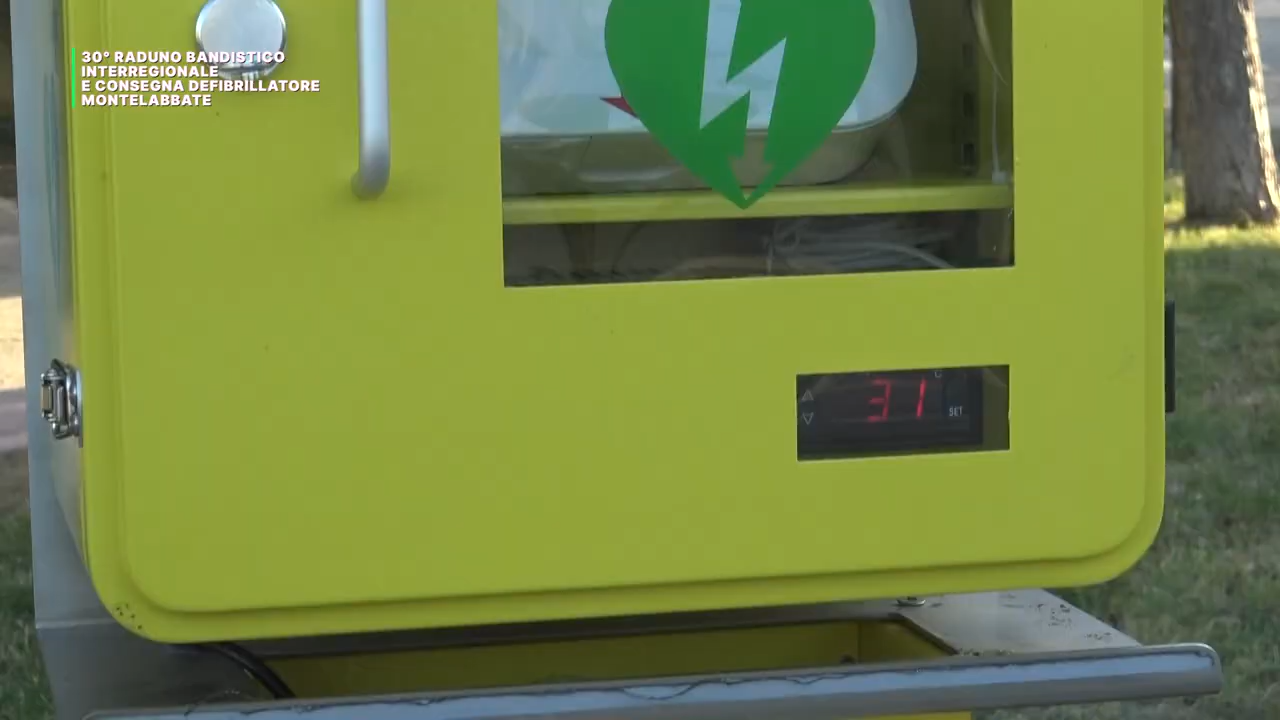 30° RADUNO BANDISTICO
INTERREGIONALE
E CONSEGNA DEFIBRILLATORE
MONTELABBATE
31
SET